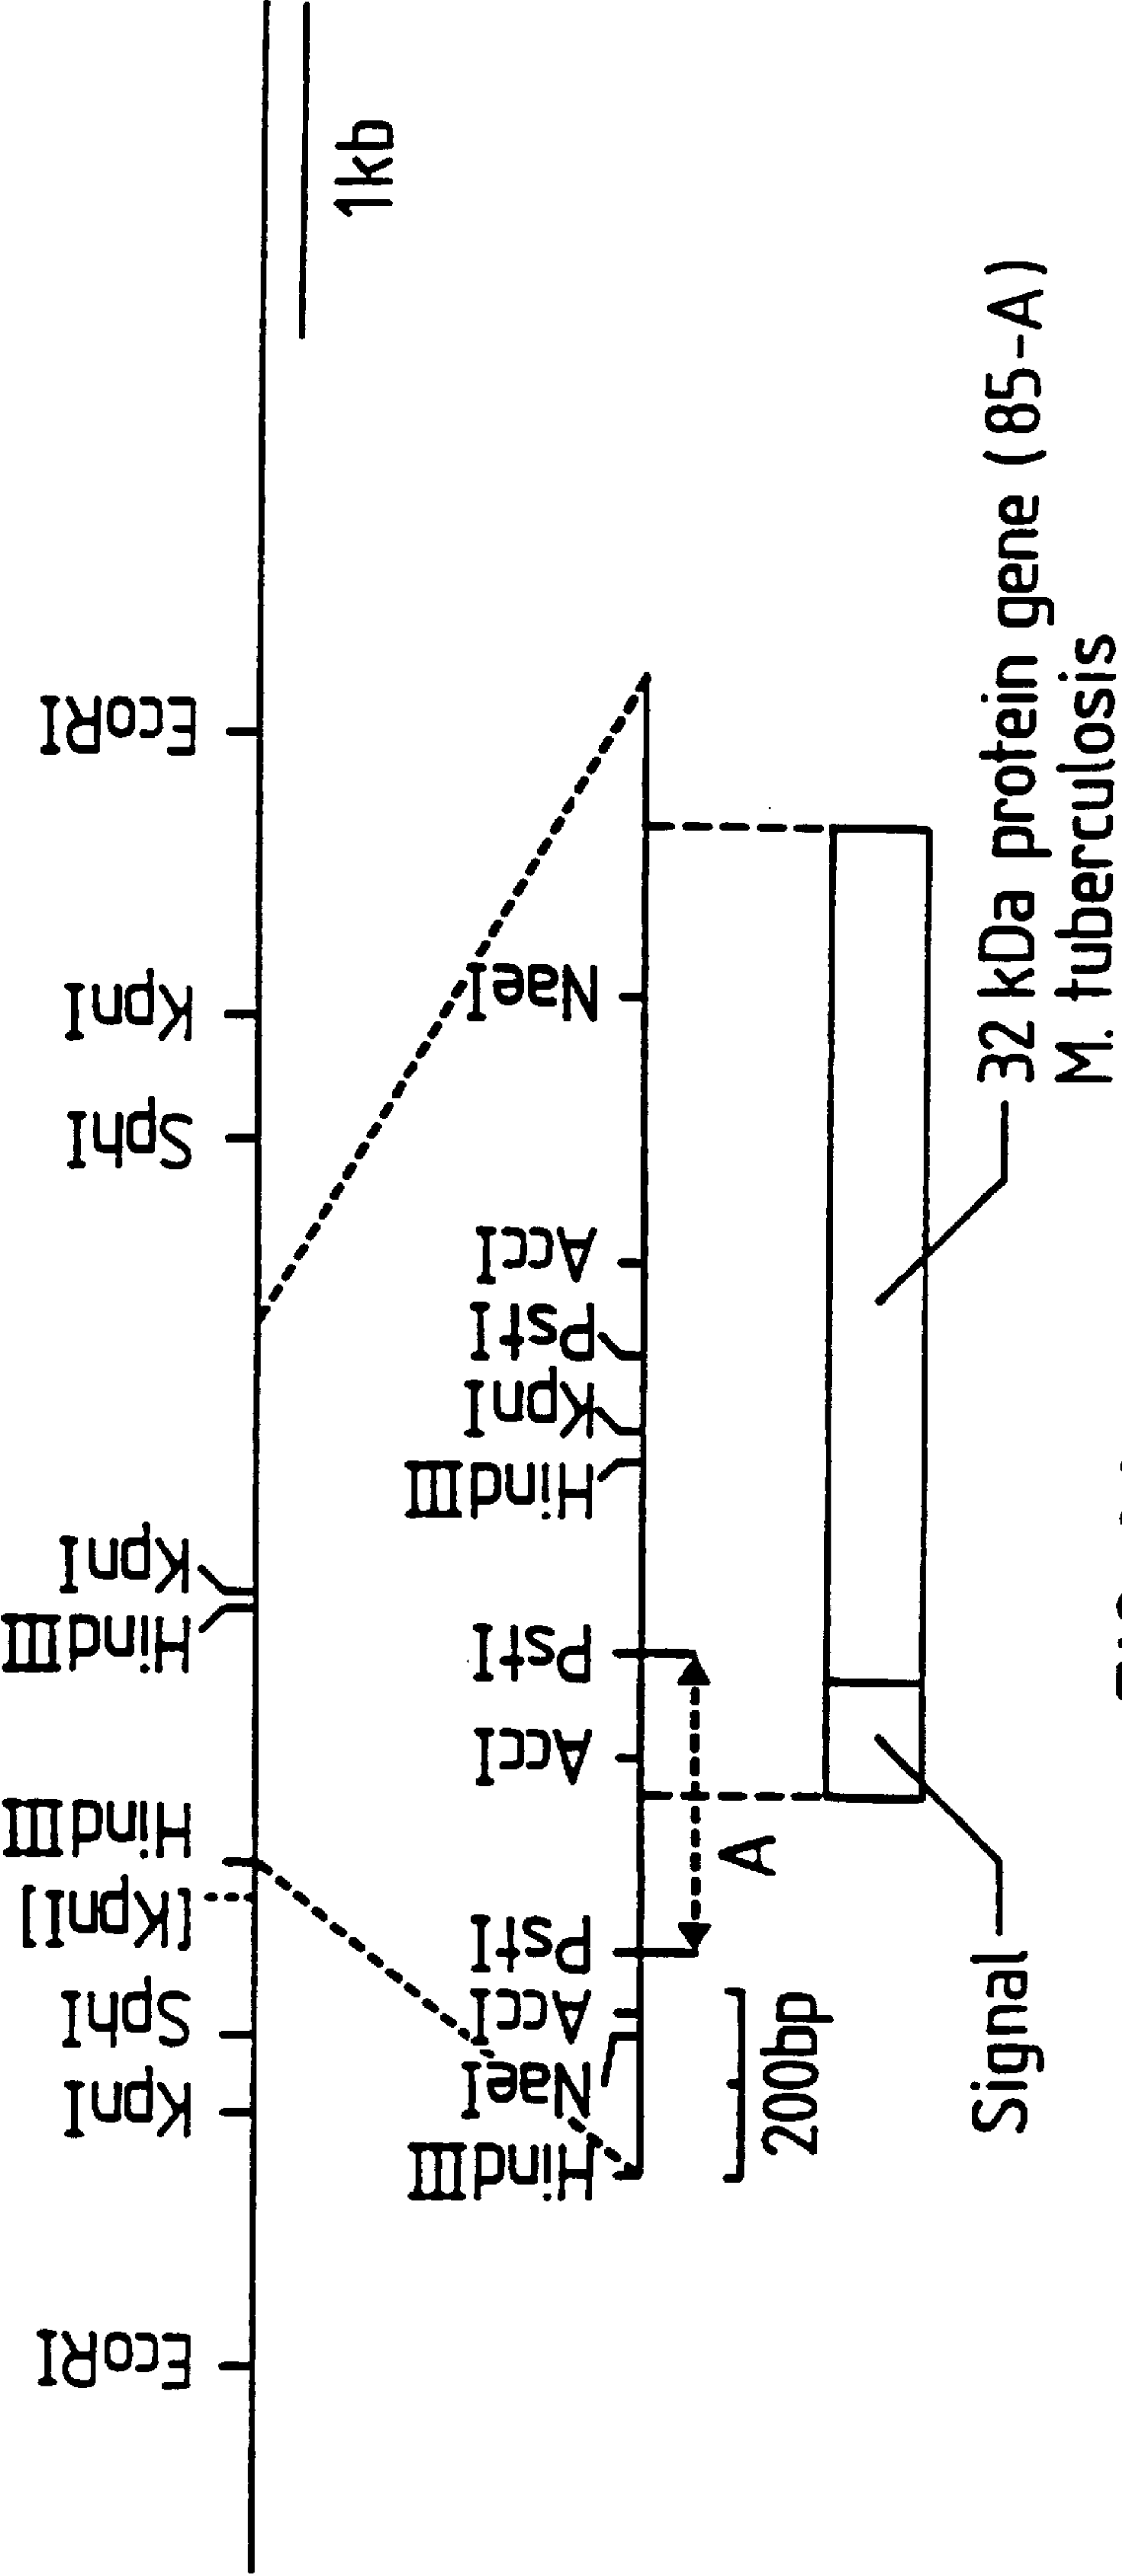 EcoRI
KpnI
SphI
[KpnI]
HindIII
HindIII
KpnI
SphI
KpnI
EcoRI
1kb
HindIII
NaeI
AccI
PstI
AccI
PstI
HindIII
KpnI
PstI
AccI
NaeI
A
200bp
Signal
32 kDa protein gene (85-A)
M. tuberculosis